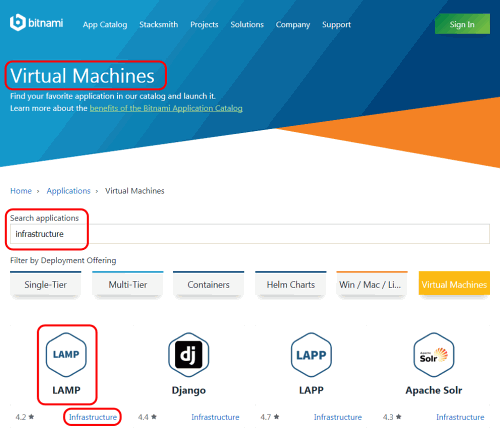 bitnami App Catalog Stacksmith Projects Solutions Company Support Sign In
Virtual Machines
Find your favorite application in our catalog and launch it.
Learn more about the benefits of the Bitnami Application Catalog
Home › Applications › Virtual Machines
Search applications
infrastructure
Filter by Deployment Offering
Single-Tier Multi-Tier Containers Helm Charts Win / Mac / Li... Virtual Machines
LAMP dj LAPP Apache Solr
LAMP Django LAPP Apache Solr
4.2 ★ Infrastructure 4.4 ★ Infrastructure 4.7 ★ Infrastructure 4.3 ★ Infrastructure